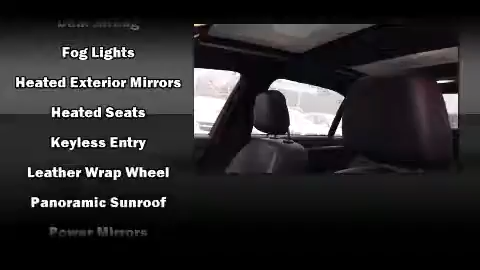 Fog Lights
Heated Exterior Mirrors
Heated Seats
Keyless Entry
Leather Wrap Wheel
Panoramic Sunroof
Power Mirrors